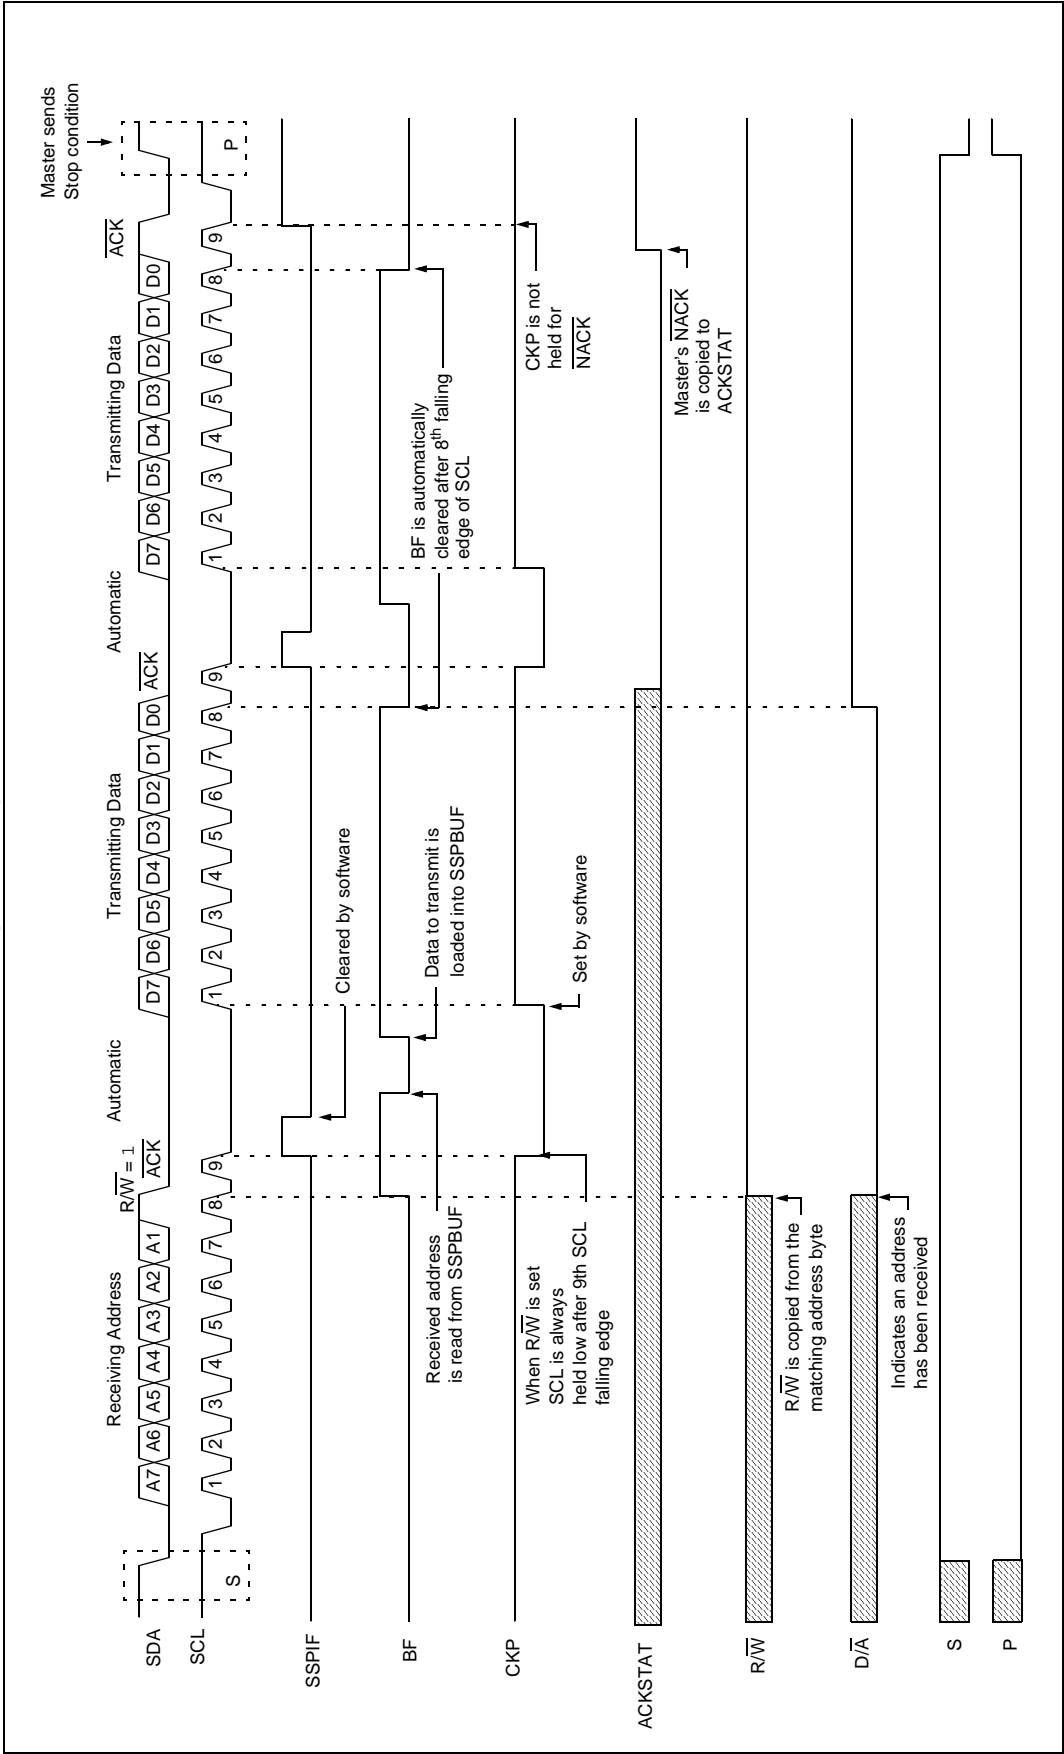 Master sends
Stop condition
Receiving Address
R/W = 1
ACK
Automatic
Transmitting Data
ACK
Automatic
Transmitting Data
ACK
SDA
A7 A6 A5 A4 A3 A2 A1
D7 D6 D5 D4 D3 D2 D1 D0
D7 D6 D5 D4 D3 D2 D1 D0
SCL
S
1 2 3 4 5 6 7 8 9
1 2 3 4 5 6 7 8 9
1 2 3 4 5 6 7 8 9
P
SSPIF
Cleared by software
BF
Received address
is read from SSPBUF
Data to transmit is
loaded into SSPBUF
BF is automatically
cleared after 8th falling
edge of SCL
CKP
When R/W is set
SCL is always
held low after 9th SCL
falling edge
Set by software
CKP is not
held for
NACK
ACKSTAT
Master's NACK
is copied to
ACKSTAT
R/W
R/W is copied from the
matching address byte
D/A
Indicates an address
has been received
S
P